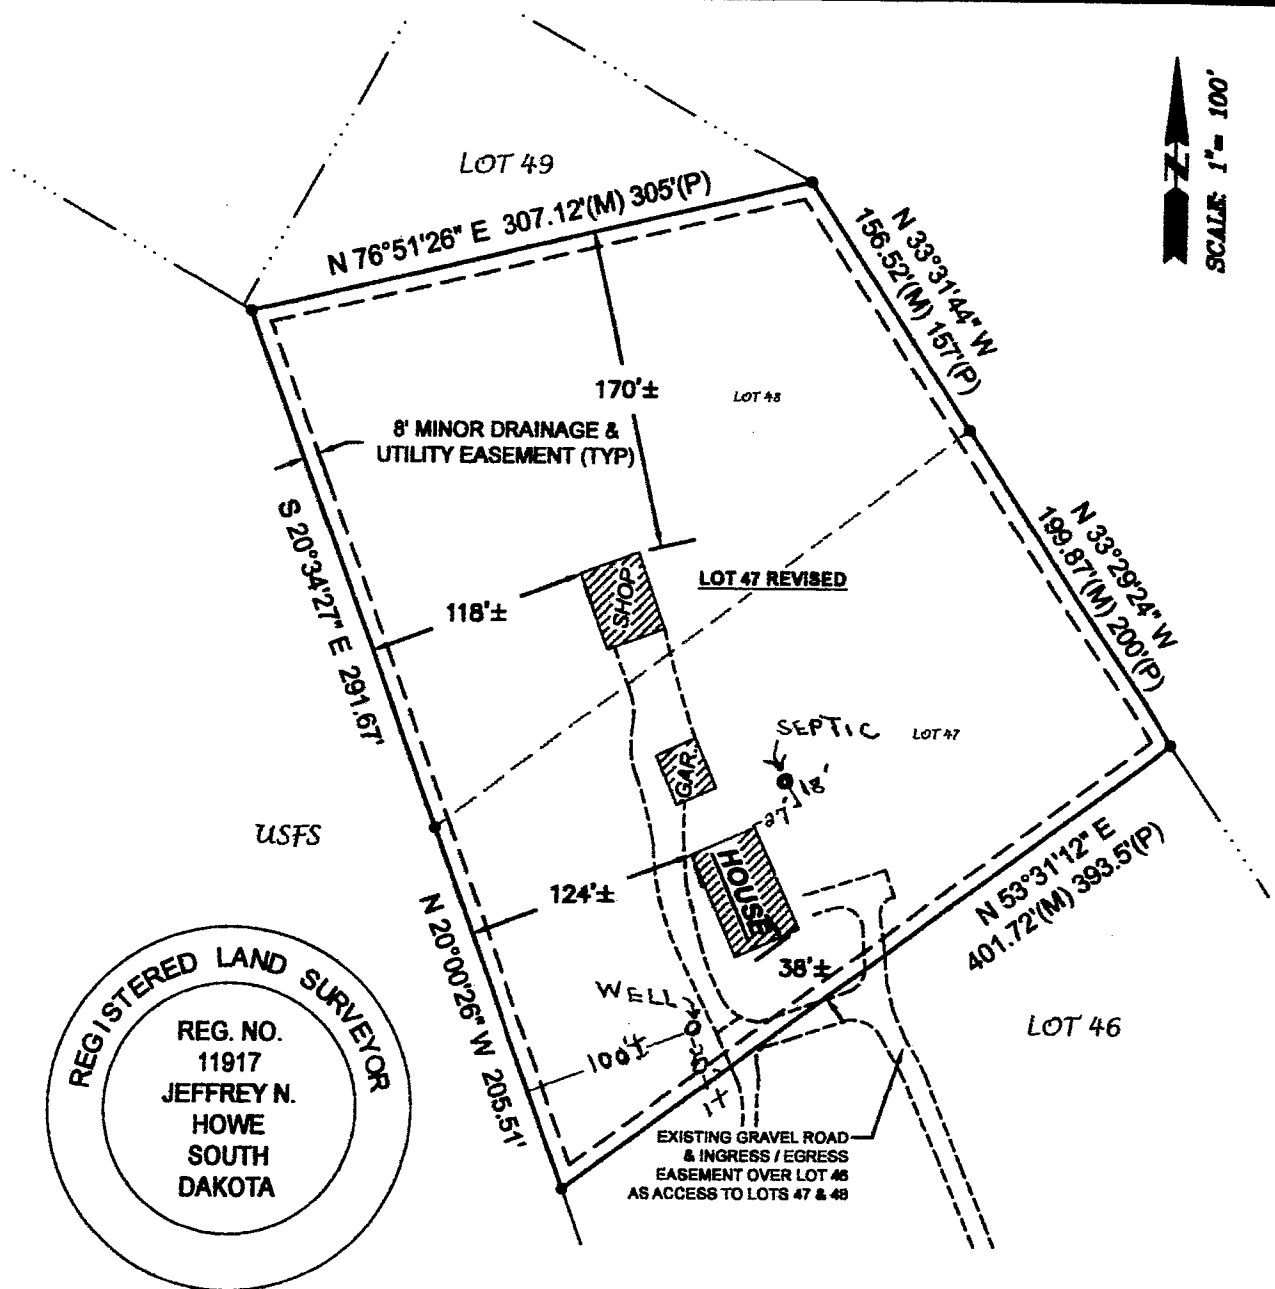 LOT 49
N 76°51'26" E 307.12'(M) 305'(P)
N
SCALE: 1"= 100'
N 33°31'44" W
156.52'(M) 157'(P)
170'±
LOT 48
8' MINOR DRAINAGE &
UTILITY EASEMENT (TYP)
S 20°34'27" E 291.67'
N 33°29'24" W
199.87'(M) 200'(P)
LOT 47 REVISED
SHOP
118'±
SEPTIC
LOT 47
GAR.
18'
27'
USFS
HOUSE
124'±
N 53°31'12" E
401.72'(M) 393.5'(P)
38'±
N 20°00'26" W 205.51'
WELL
100'±
LOT 46
REGISTERED LAND SURVEYOR
REG. NO.
11917
JEFFREY N.
HOWE
SOUTH
DAKOTA
EXISTING GRAVEL ROAD
& INGRESS / EGRESS
EASEMENT OVER LOT 46
AS ACCESS TO LOTS 47 & 48